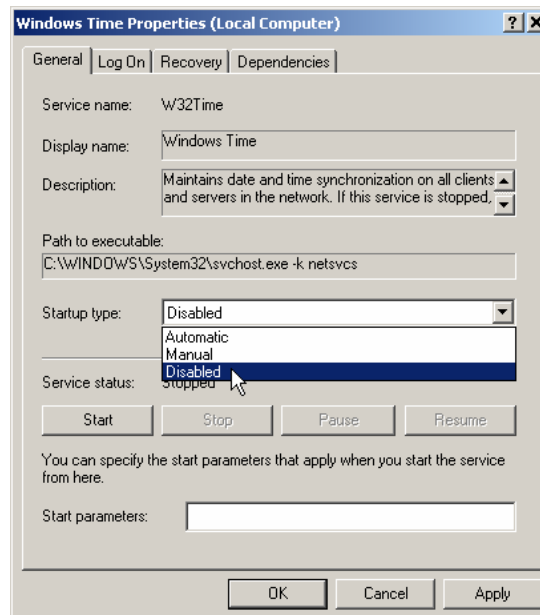 Windows Time Properties (Local Computer)
General Log On Recovery Dependencies
Service name: W32Time
Display name: Windows Time
Description: Maintains date and time synchronization on all clients
and servers in the network. If this service is stopped,
Path to executable:
C:\WINDOWS\System32\svchost.exe -k netsvcs
Startup type: Disabled
Automatic
Manual
Disabled
Service status: Stopped
Start Stop Pause Resume
You can specify the start parameters that apply when you start the service
from here.
Start parameters:
OK Cancel Apply